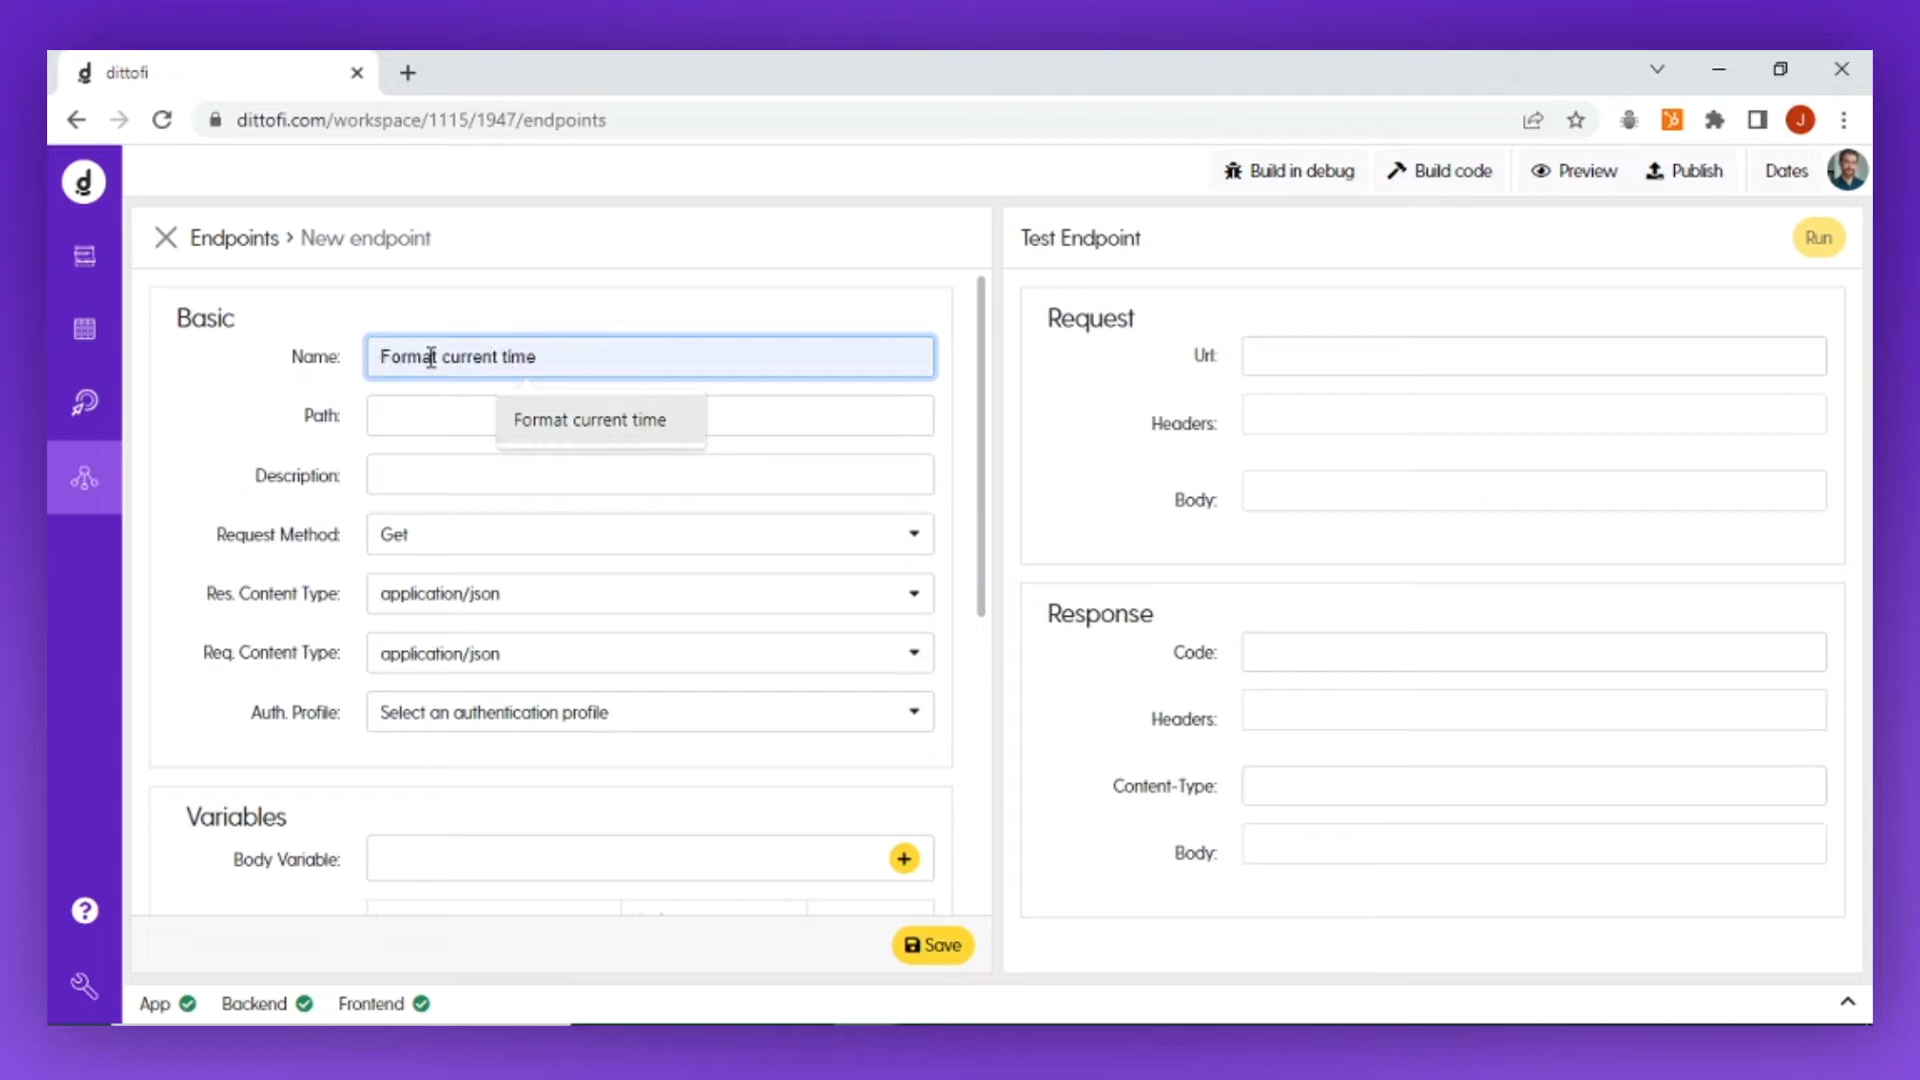 dittofi
dittofi.com/workspace/1115/1947/endpoints
J
Build in debug
Build code
Preview
Publish
Dates
d
Endpoints > New endpoint
Test Endpoint
Run
Basic
Name:
Format current time
Path:
Format current time
Description:
Request Method:
Get
Res. Content Type:
application/json
Req. Content Type:
application/json
Auth. Profile:
Select an authentication profile
Variables
Body Variable:
Save
Request
Url:
Headers:
Body:
Response
Code:
Headers:
Content-Type:
Body:
App
Backend
Frontend